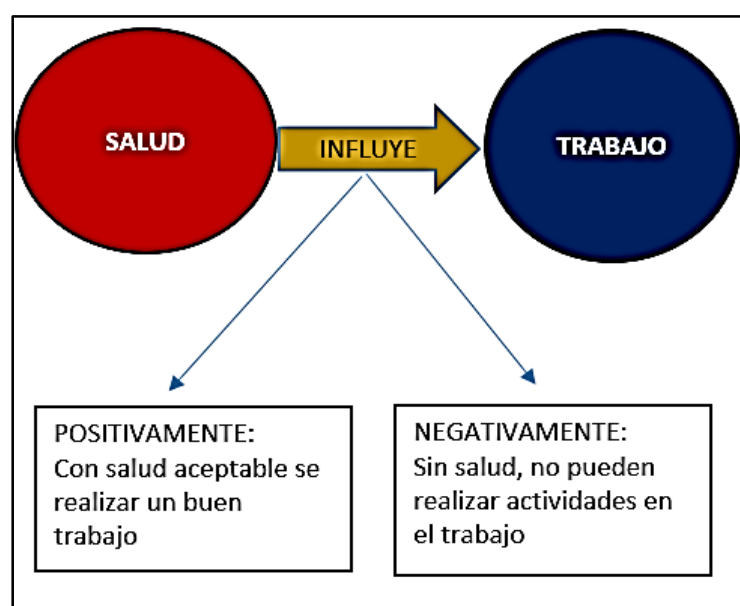 SALUD
INFLUYE
TRABAJO
POSITIVAMENTE:
Con salud aceptable se
realizar un buen
trabajo
NEGATIVAMENTE:
Sin salud, no pueden
realizar actividades en
el trabajo